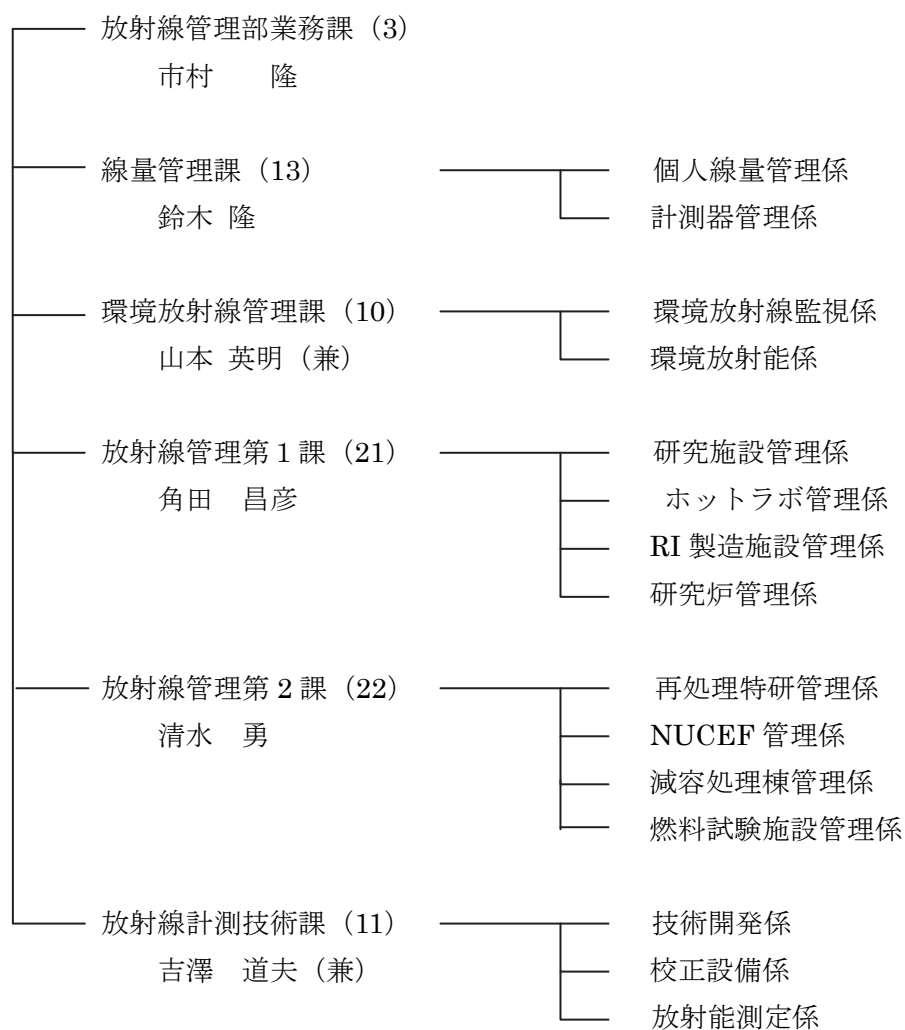 放射線管理部業務課（3）
市村　　隆
線量管理課（13）
個人線量管理係
鈴木 隆
計測器管理係
環境放射線管理課（10）
環境放射線監視係
山本 英明（兼）
環境放射能係
放射線管理第 1 課（21）
研究施設管理係
角田　昌彦
ホットラボ管理係
RI 製造施設管理係
研究炉管理係
放射線管理第 2 課（22）
再処理特研管理係
清水　勇
NUCEF 管理係
減容処理棟管理係
燃料試験施設管理係
放射線計測技術課（11）
技術開発係
吉澤　道夫（兼）
校正設備係
放射能測定係